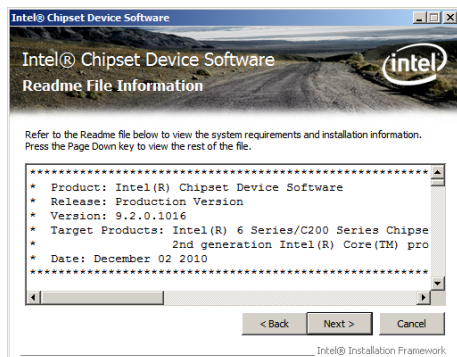 Intel® Chipset Device Software
Intel® Chipset Device Software
intel
Readme File Information
Refer to the Readme file below to view the system requirements and installation information.
Press the Page Down key to view the rest of the file.
*******************************************************
* Product: Intel(R) Chipset Device Software
* Release: Production Version
* Version: 9.2.0.1016
* Target Products: Intel(R) 6 Series/C200 Series Chipse
* 2nd generation Intel(R) Core(TM) pro
* Date: December 02 2010
*******************************************************
< Back Next > Cancel
Intel® Installation Framework